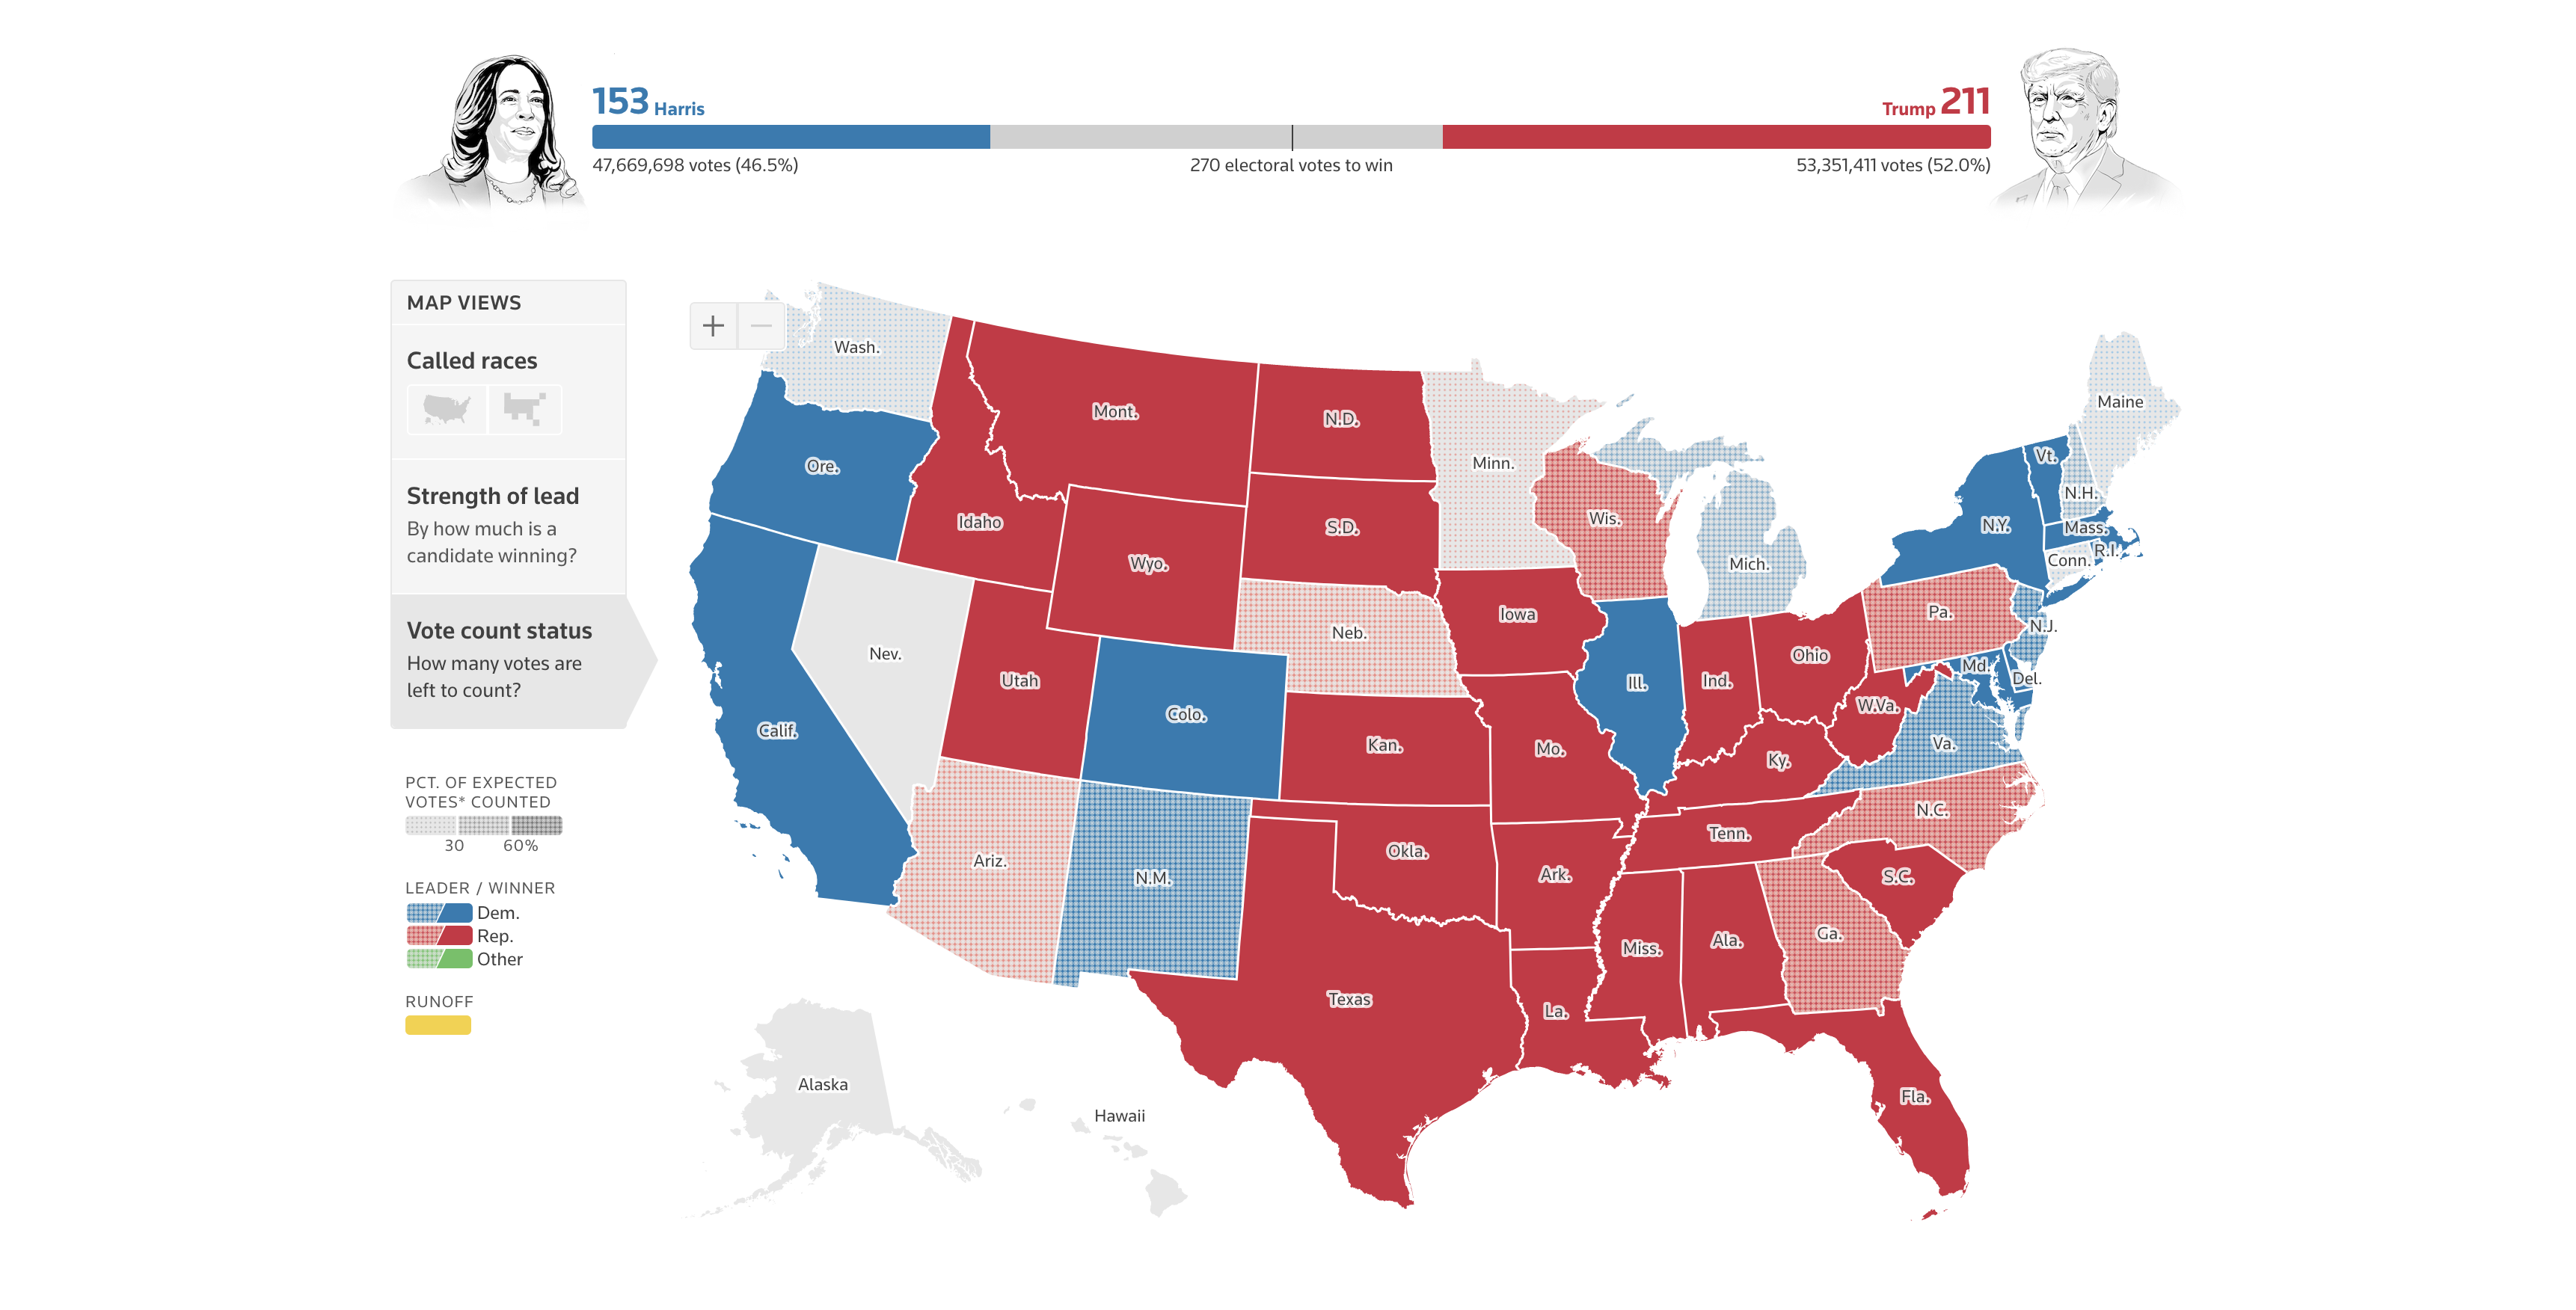 153 Harris
Trump 211
47,669,698 votes (46.5%)
270 electoral votes to win
53,351,411 votes (52.0%)
MAP VIEWS
Called races
Strength of lead
By how much is a
candidate winning?
Vote count status
How many votes are
left to count?
PCT. OF EXPECTED
VOTES* COUNTED
30
60%
LEADER / WINNER
Dem.
Rep.
Other
RUNOFF
+
−
Wash.
Ore.
Calif.
Nev.
Idaho
Mont.
Wyo.
Utah
Colo.
Ariz.
N.M.
N.D.
S.D.
Neb.
Kan.
Okla.
Texas
Minn.
Iowa
Mo.
Ark.
La.
Wis.
Ill.
Mich.
Ind.
Ohio
Ky.
Tenn.
Miss.
Ala.
Ga.
Fla.
S.C.
N.C.
Va.
W.Va.
Pa.
N.Y.
Vt.
N.H.
Maine
Mass.
R.I.
Conn.
N.J.
Md.
Del.
Alaska
Hawaii